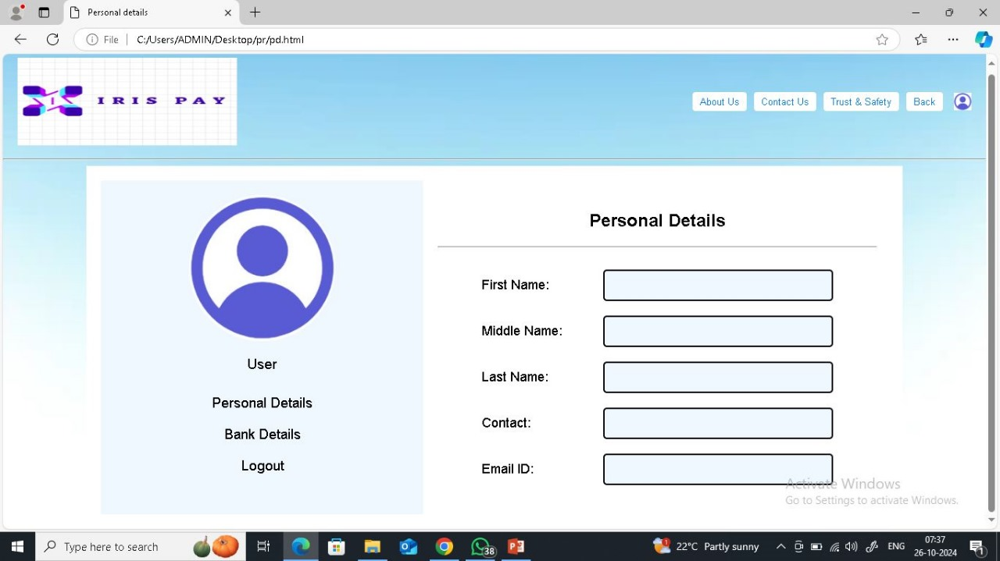 Personal details
File
C:/Users/ADMIN/Desktop/pr/pd.html
IRIS PAY
About Us
Contact Us
Trust & Safety
Back
User
Personal Details
Bank Details
Logout
Personal Details
First Name:
Middle Name:
Last Name:
Contact:
Email ID:
Activate Windows
Go to Settings to activate Windows.
Type here to search
38
1
22°C Partly sunny
ENG
07:37
26-10-2024
1